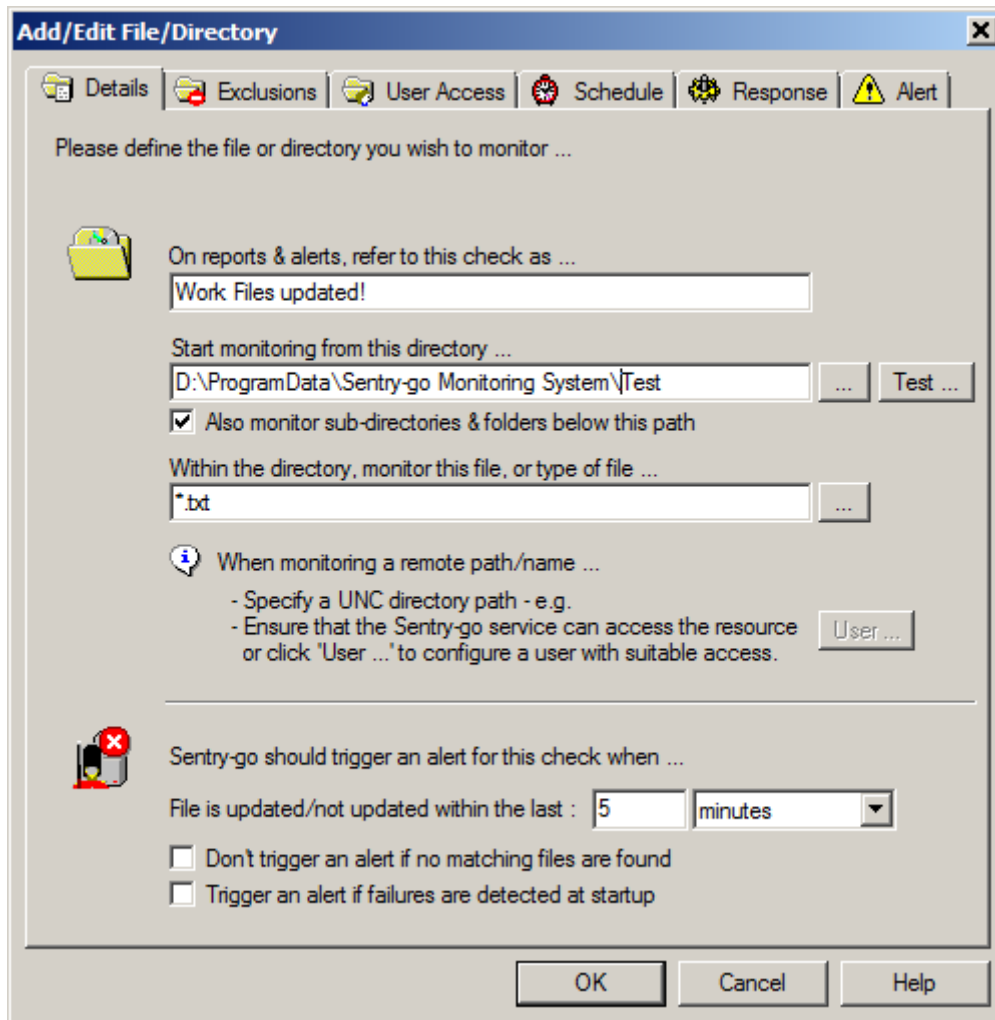 Add/Edit File/Directory
Details Exclusions User Access Schedule Response Alert
Please define the file or directory you wish to monitor ...
On reports & alerts, refer to this check as ...
Work Files updated!
Start monitoring from this directory ...
D:\ProgramData\Sentry-go Monitoring System\Test ... Test ...
Also monitor sub-directories & folders below this path
Within the directory, monitor this file, or type of file ...
*.txt ...
When monitoring a remote path/name ...
- Specify a UNC directory path - e.g.
- Ensure that the Sentry-go service can access the resource
or click 'User ...' to configure a user with suitable access.
User ...
Sentry-go should trigger an alert for this check when ...
File is updated/not updated within the last : 5 minutes
Don't trigger an alert if no matching files are found
Trigger an alert if failures are detected at startup
OK Cancel Help